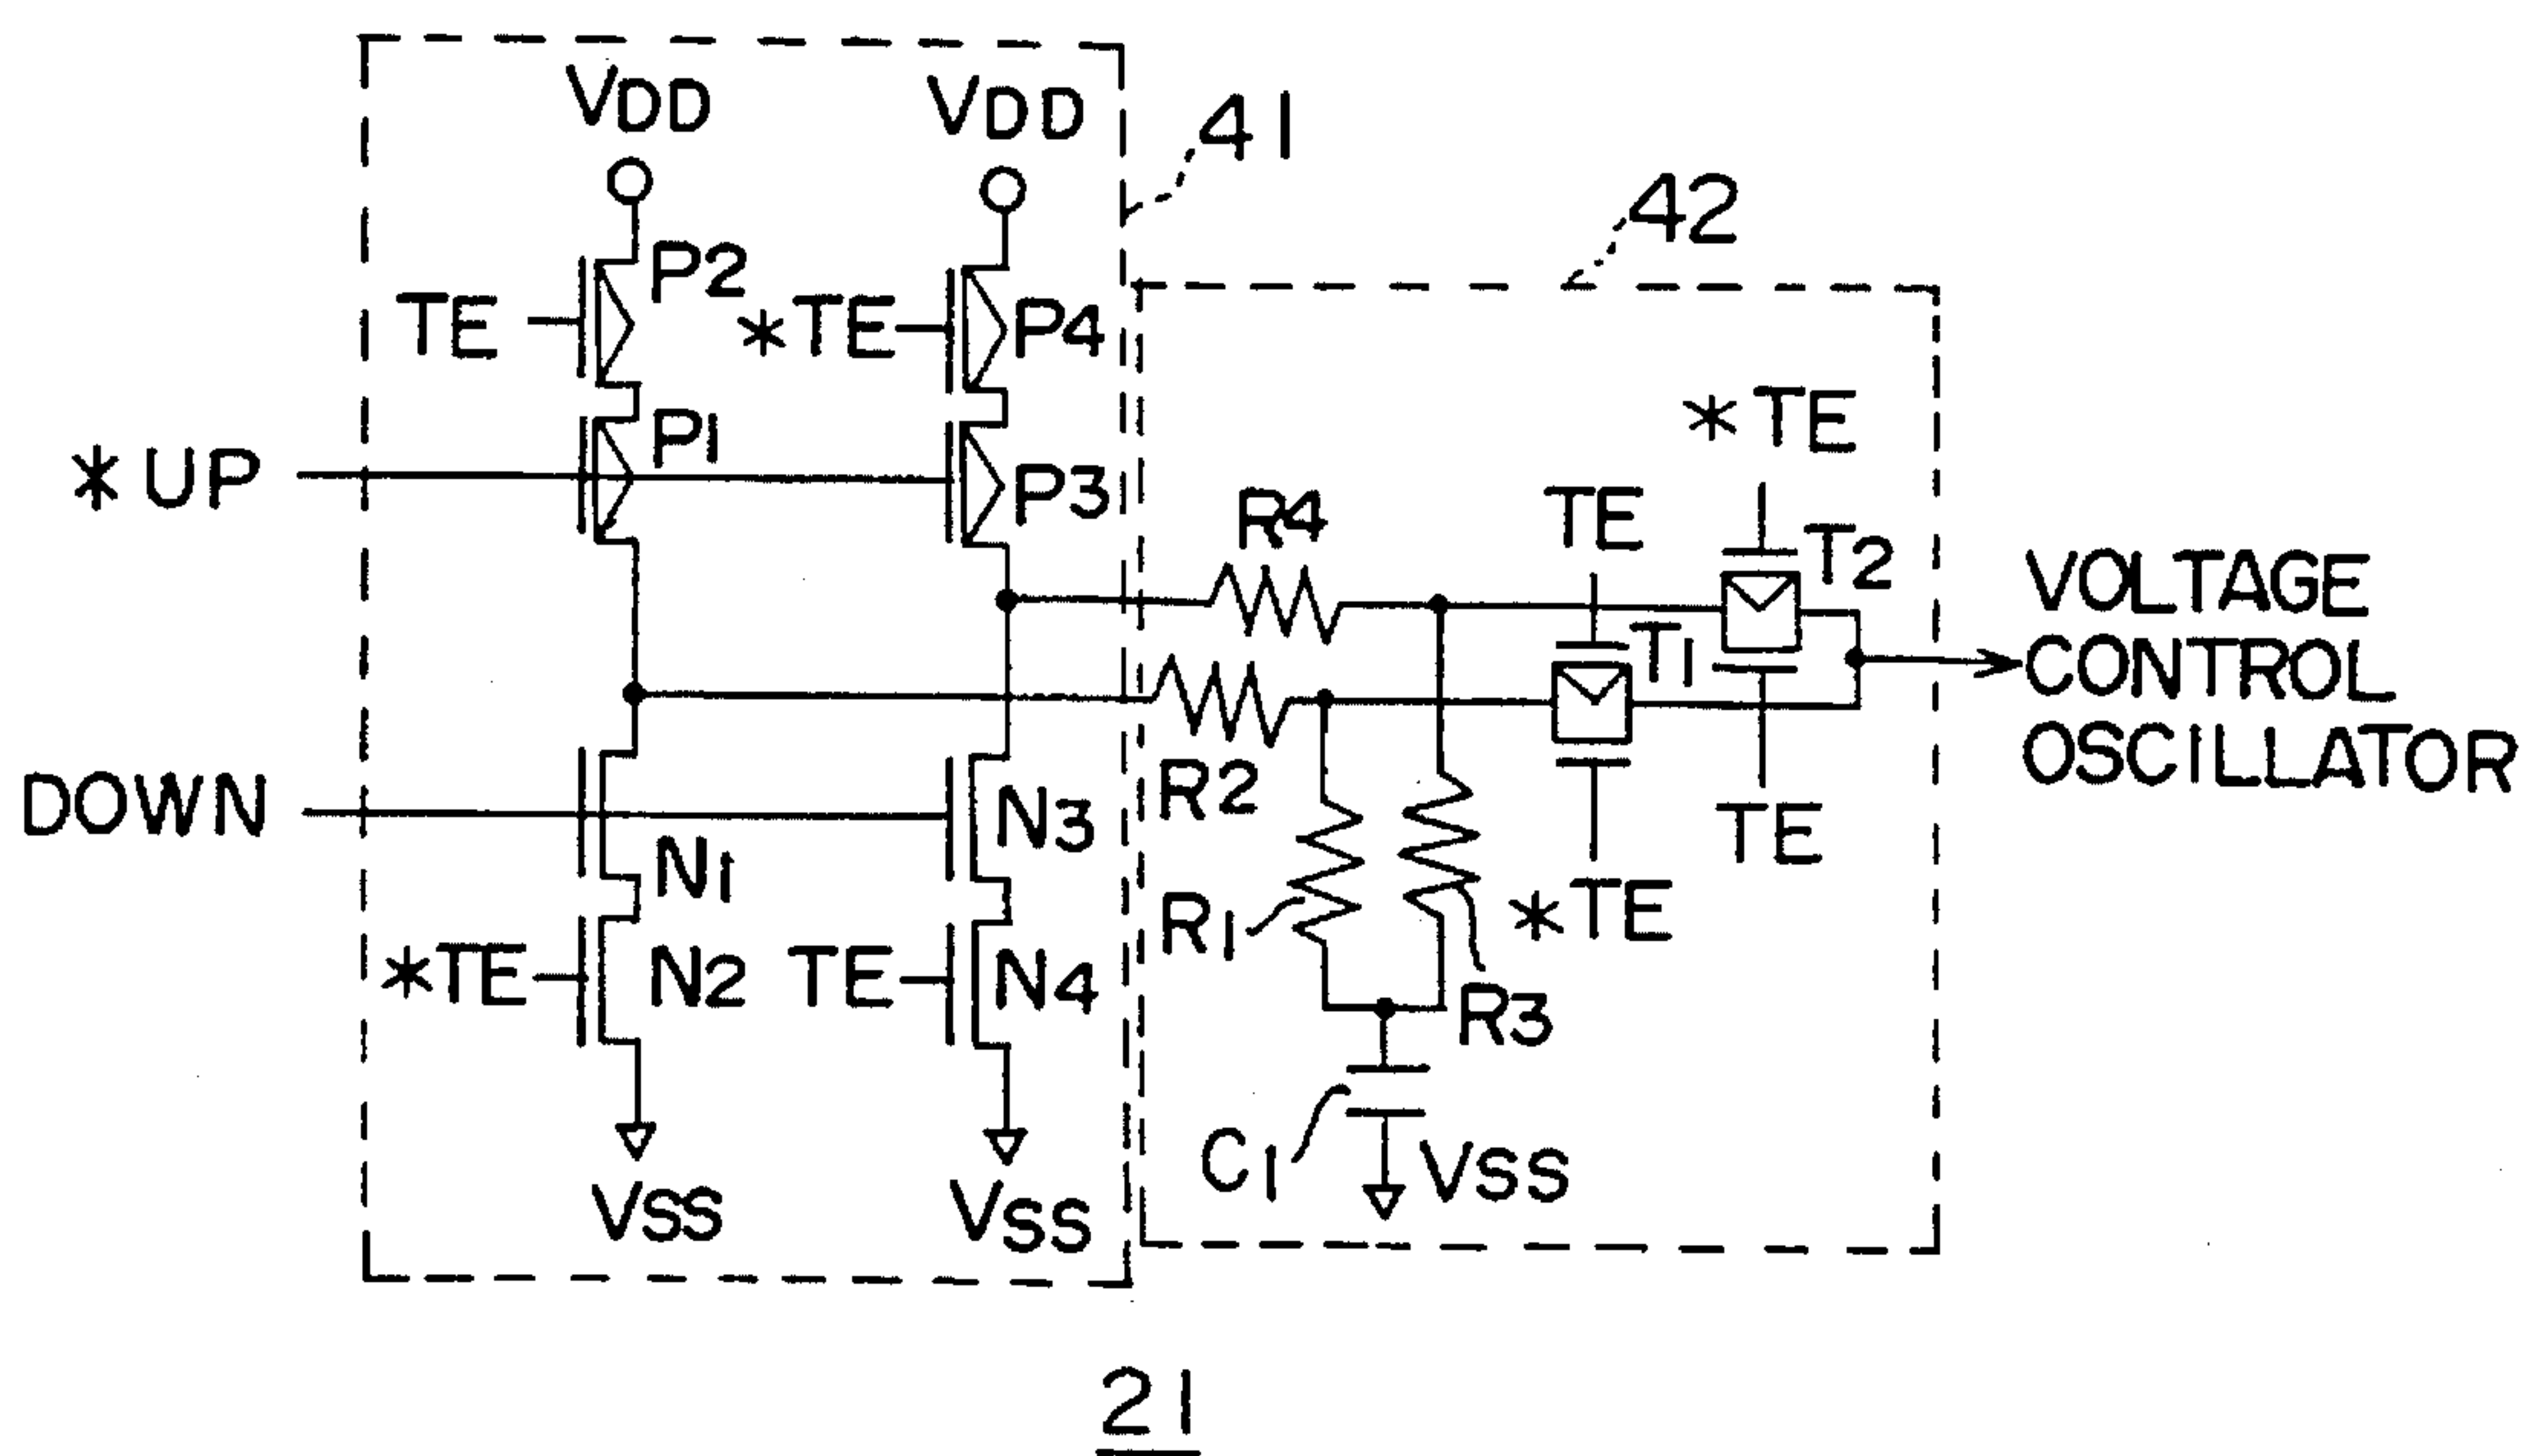 VDD
VDD
41
42
TE
P2
*TE
P4
*UP
P1
P3
*TE
TE
R4
T2
T1
VOLTAGE
CONTROL
OSCILLATOR
DOWN
N1
N3
R2
TE
R1
*TE
*TE
N2
TE
N4
R3
C1
VSS
VSS
VSS
21